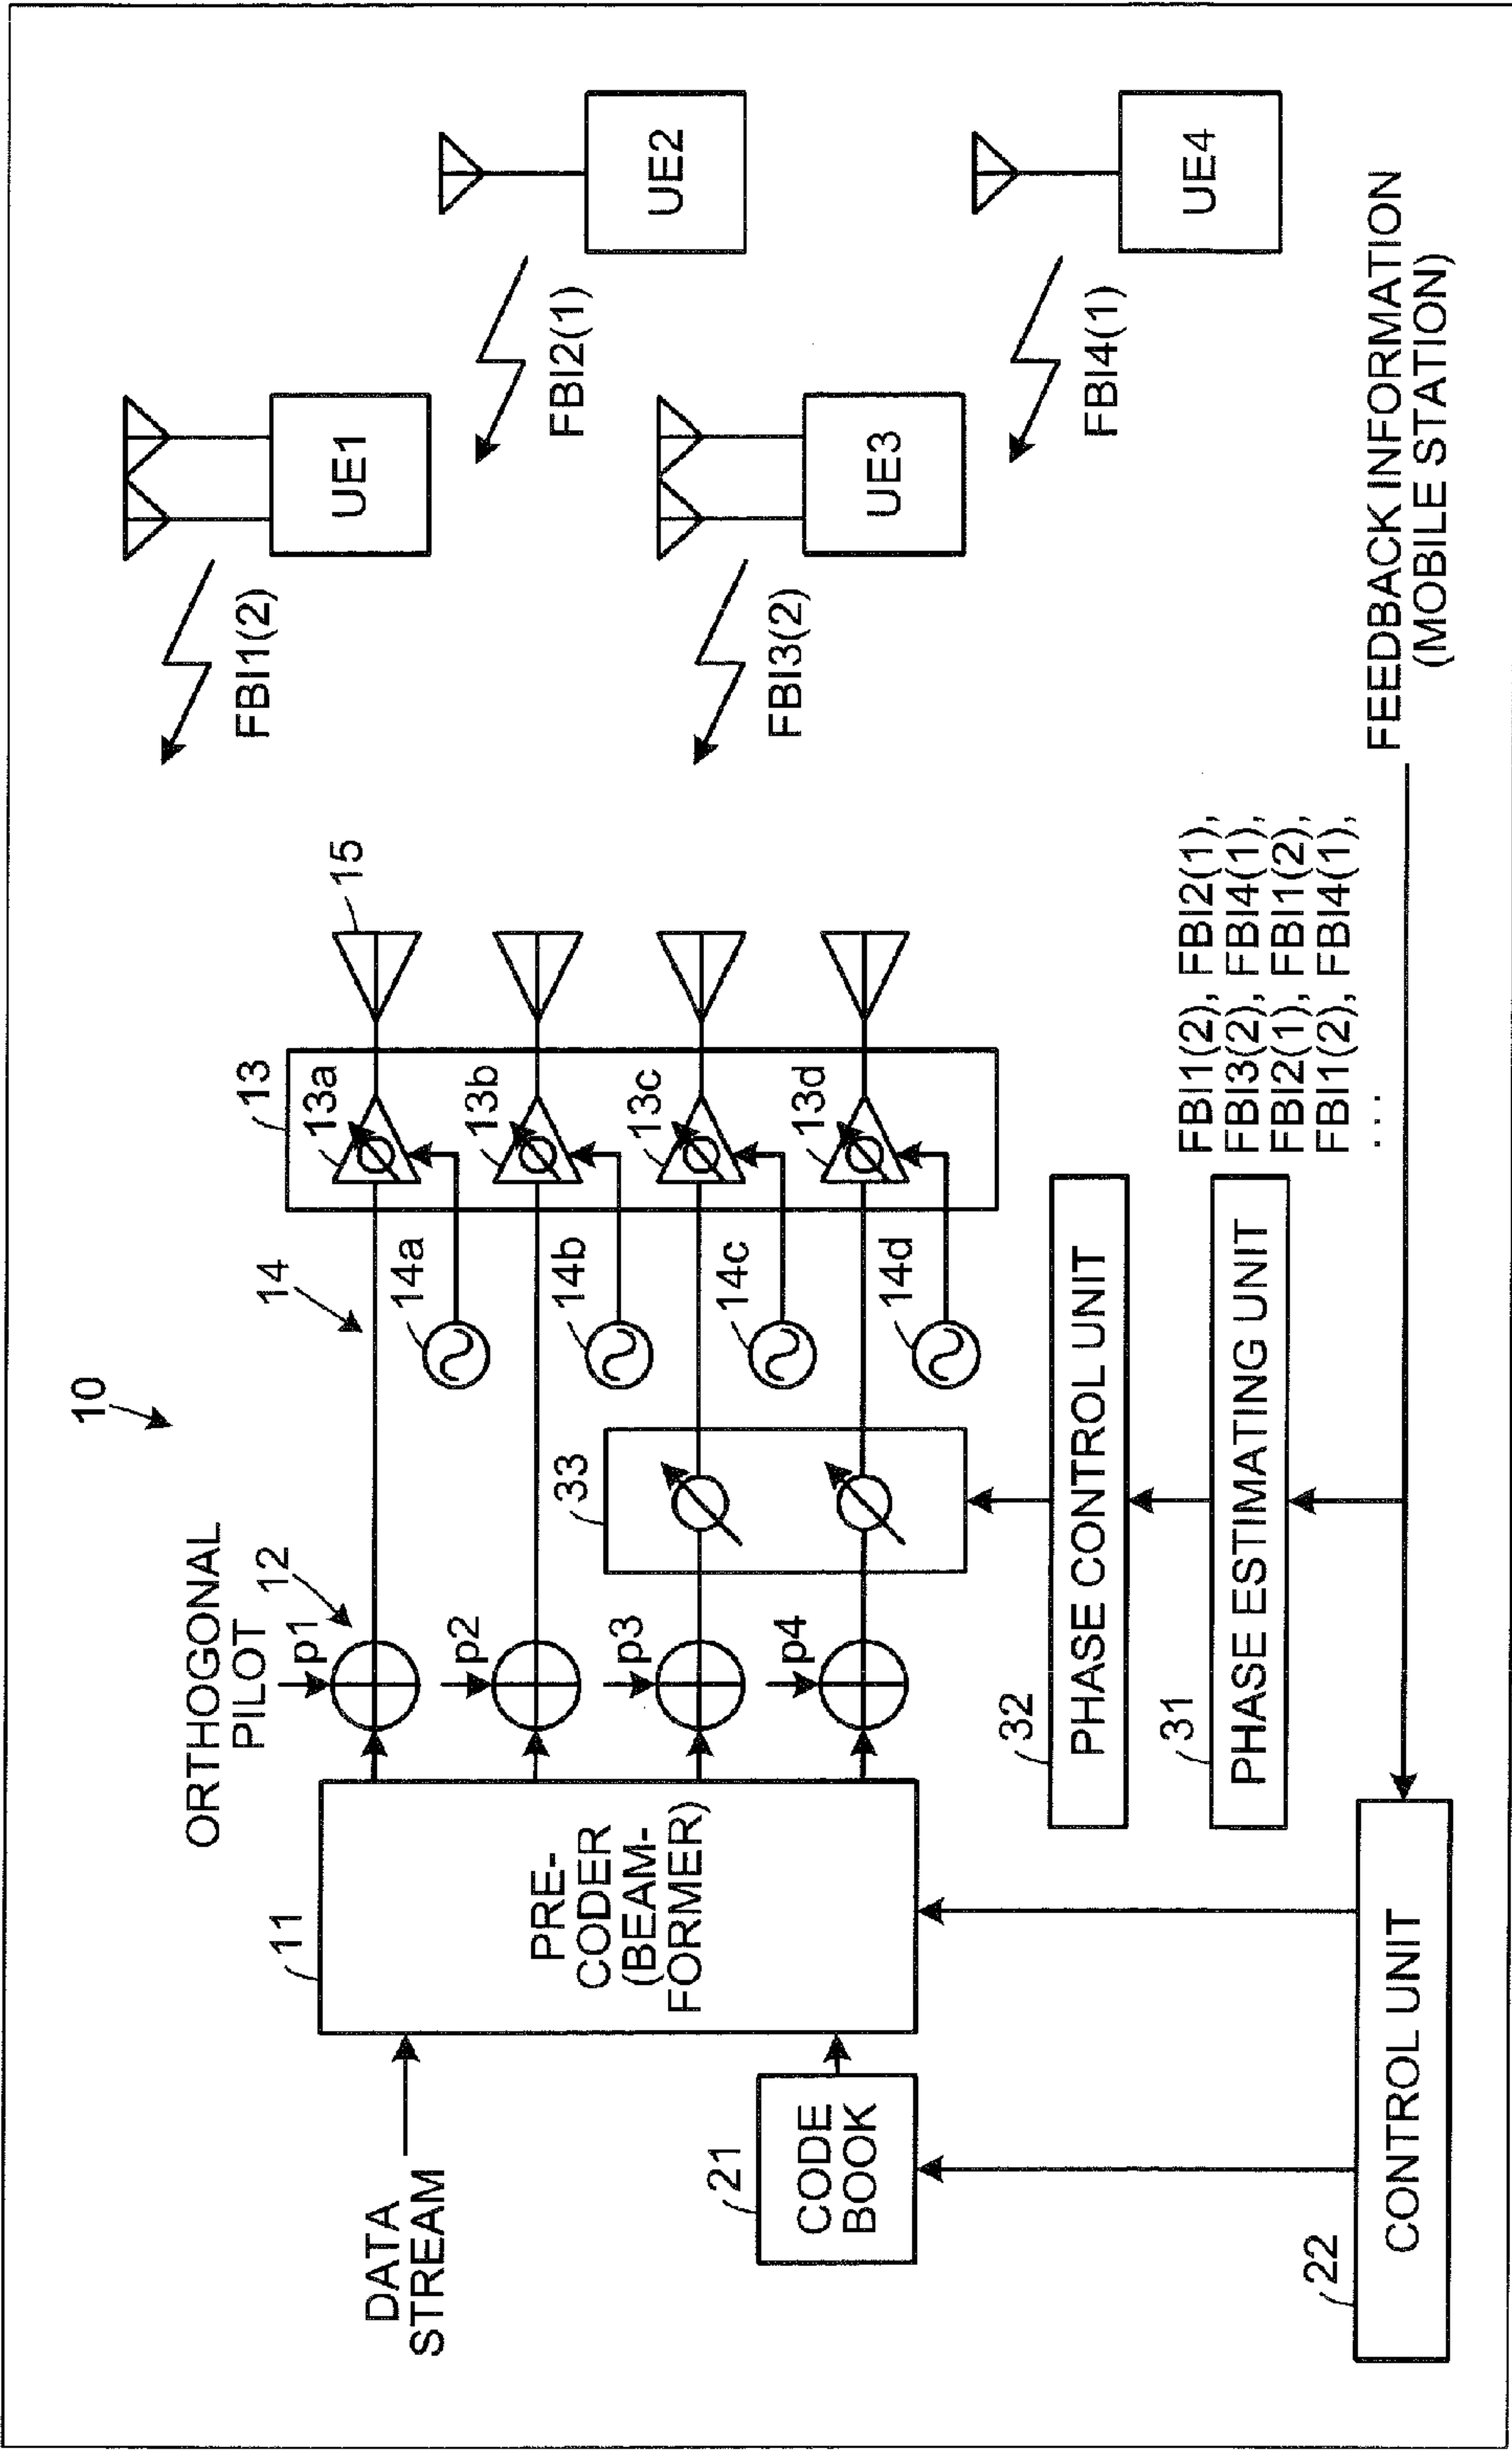 10
ORTHOGONAL
PILOT
p1
p2
p3
p4
12
14
13
15
13a
13b
13c
13d
14a
14b
14c
14d
33
DATA
STREAM
11
PRE-
CODER
(BEAM-
FORMER)
21
CODE
BOOK
32
PHASE CONTROL UNIT
31
PHASE ESTIMATING UNIT
22
CONTROL UNIT
FBI1(2), FBI2(1),
FBI3(2), FBI4(1),
FBI2(1), FBI1(2),
FBI1(2), FBI4(1),
...
FEEDBACK INFORMATION
(MOBILE STATION)
UE1
FBI1(2)
UE2
FBI2(1)
UE3
FBI3(2)
UE4
FBI4(1)